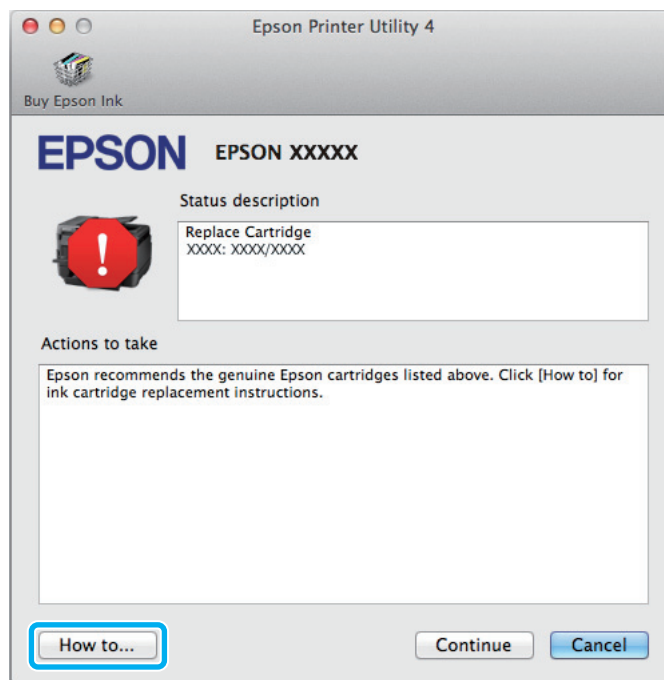 Epson Printer Utility 4
Buy Epson Ink
EPSON EPSON XXXXX
Status description
Replace Cartridge
XXXX: XXXX/XXXX
Actions to take
Epson recommends the genuine Epson cartridges listed above. Click [How to] for
ink cartridge replacement instructions.
How to... Continue Cancel